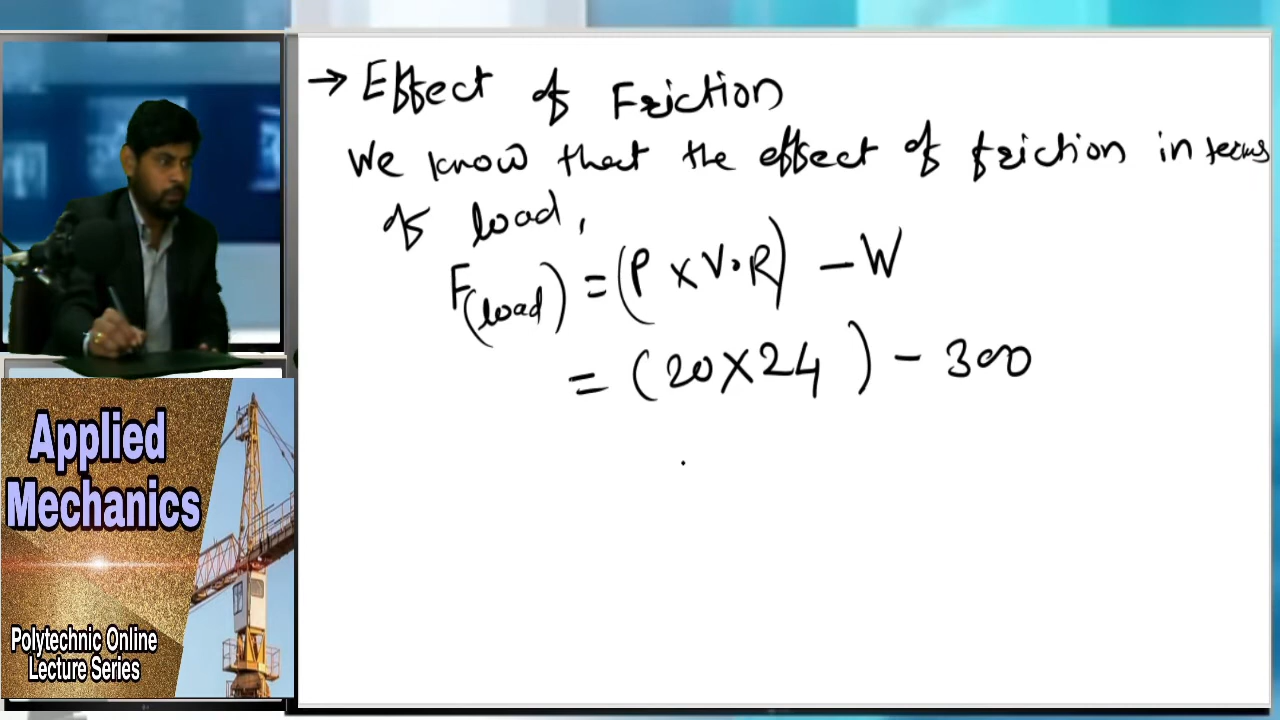 → Effect of Friction
We know that the effect of friction in terms
of load,
F(load) = (P × V.R) - W
= (20 × 24) - 300
Applied
Mechanics
Polytechnic Online
Lecture Series